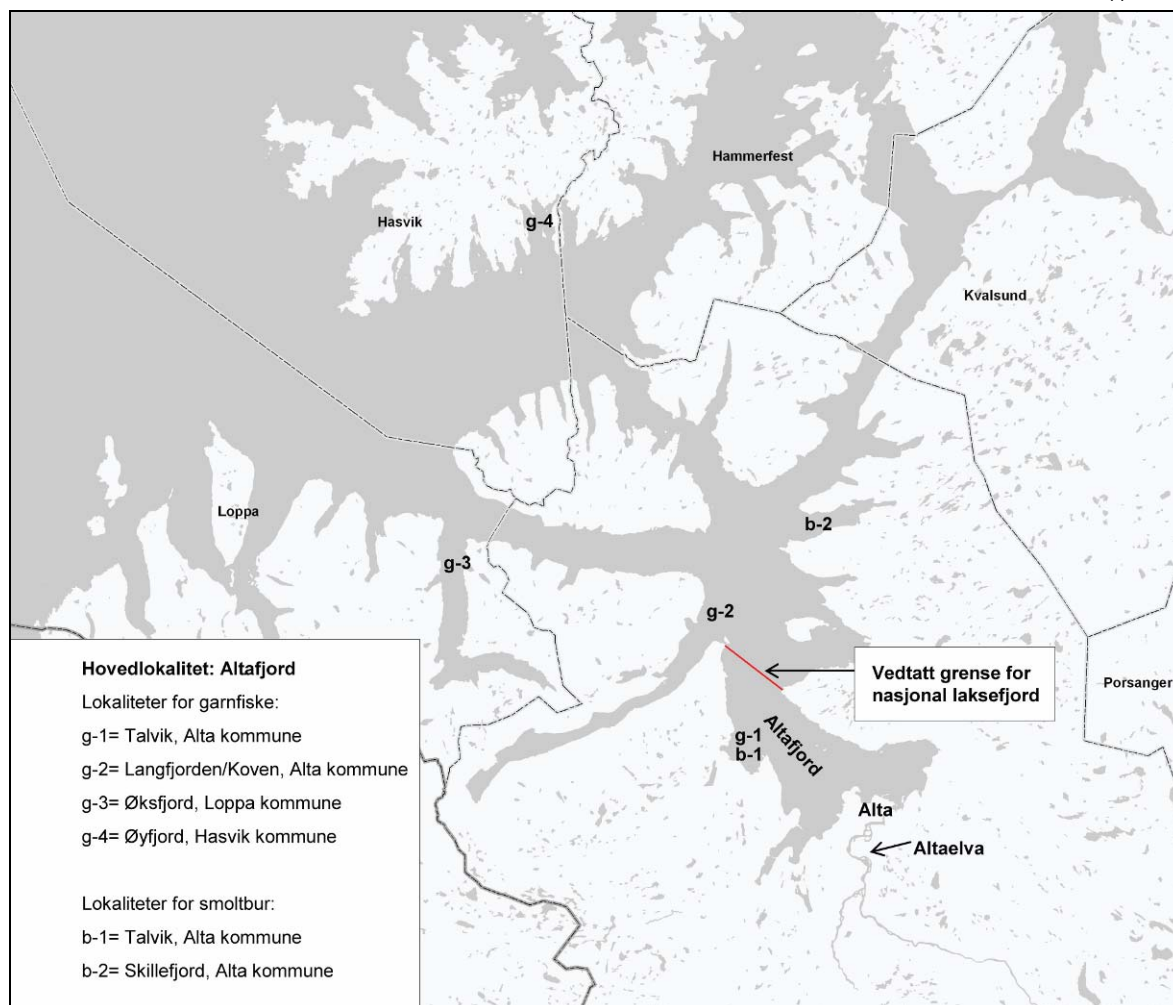 Hammerfest
Hasvik
g-4
Kvalsund
Loppa
b-2
g-3
g-2
Vedtatt grense for
nasjonal laksefjord
Porsanger
g-1
b-1
Altafjord
Alta
Altaelva
Hovedlokalitet: Altafjord
Lokaliteter for garnfiske:
g-1= Talvik, Alta kommune
g-2= Langfjorden/Koven, Alta kommune
g-3= Øksfjord, Loppa kommune
g-4= Øyfjord, Hasvik kommune
Lokaliteter for smoltbur:
b-1= Talvik, Alta kommune
b-2= Skillefjord, Alta kommune